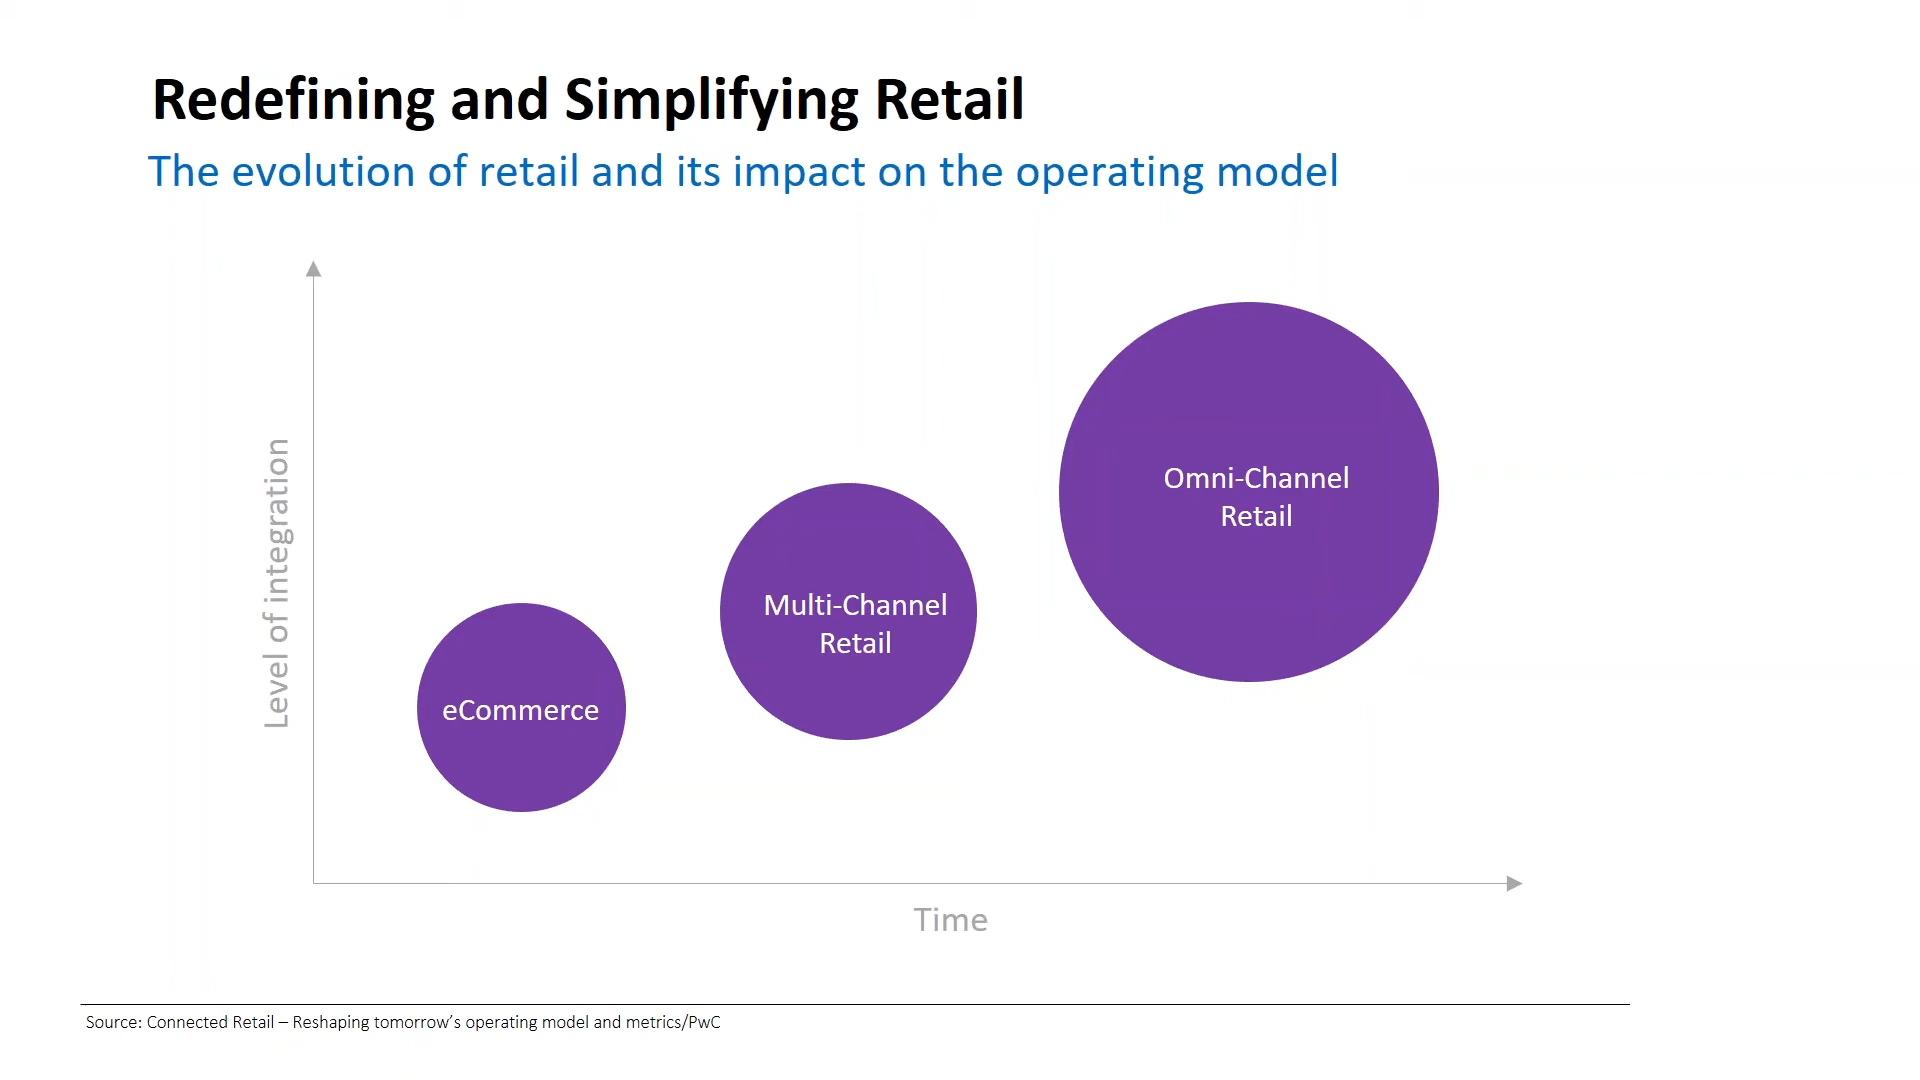 Redefining and Simplifying Retail
The evolution of retail and its impact on the operating model
Level of integration
Omni-Channel
Retail
Multi-Channel
Retail
eCommerce
Time
Source: Connected Retail – Reshaping tomorrow’s operating model and metrics/PwC